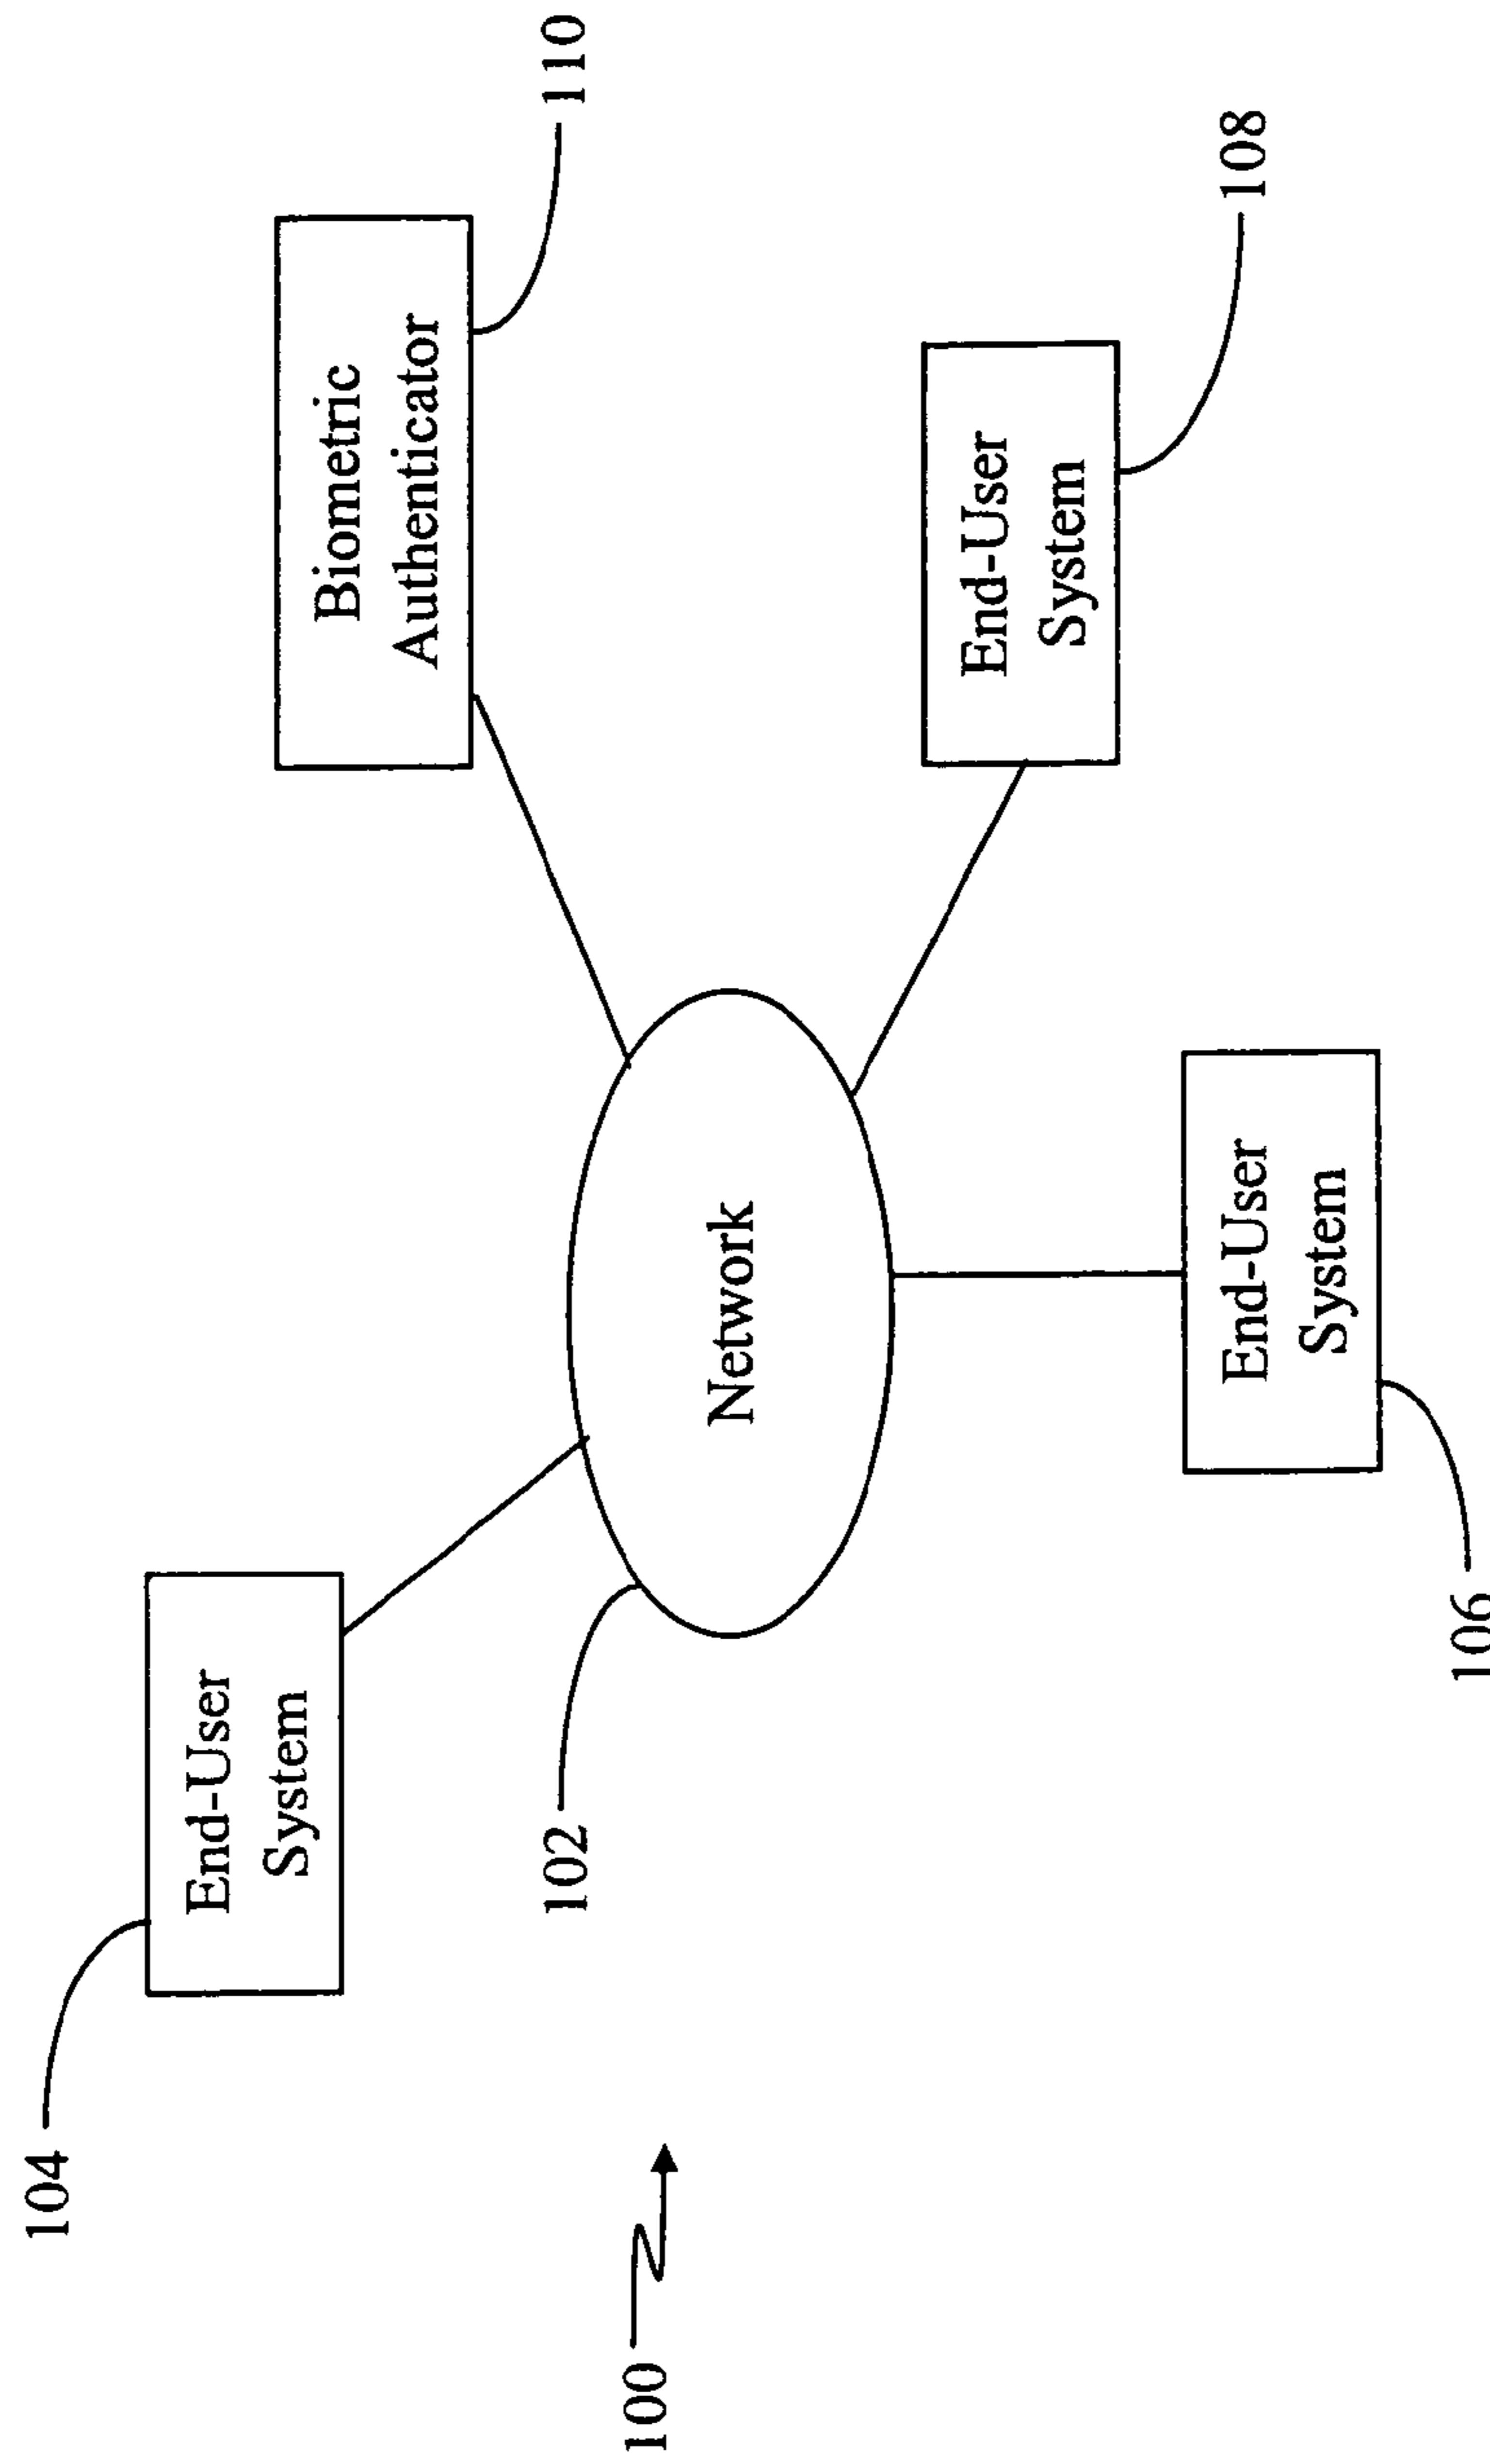 Biometric
Authenticator
110
End-User
System
104
Network
102
End-User
System
108
End-User
System
106
100